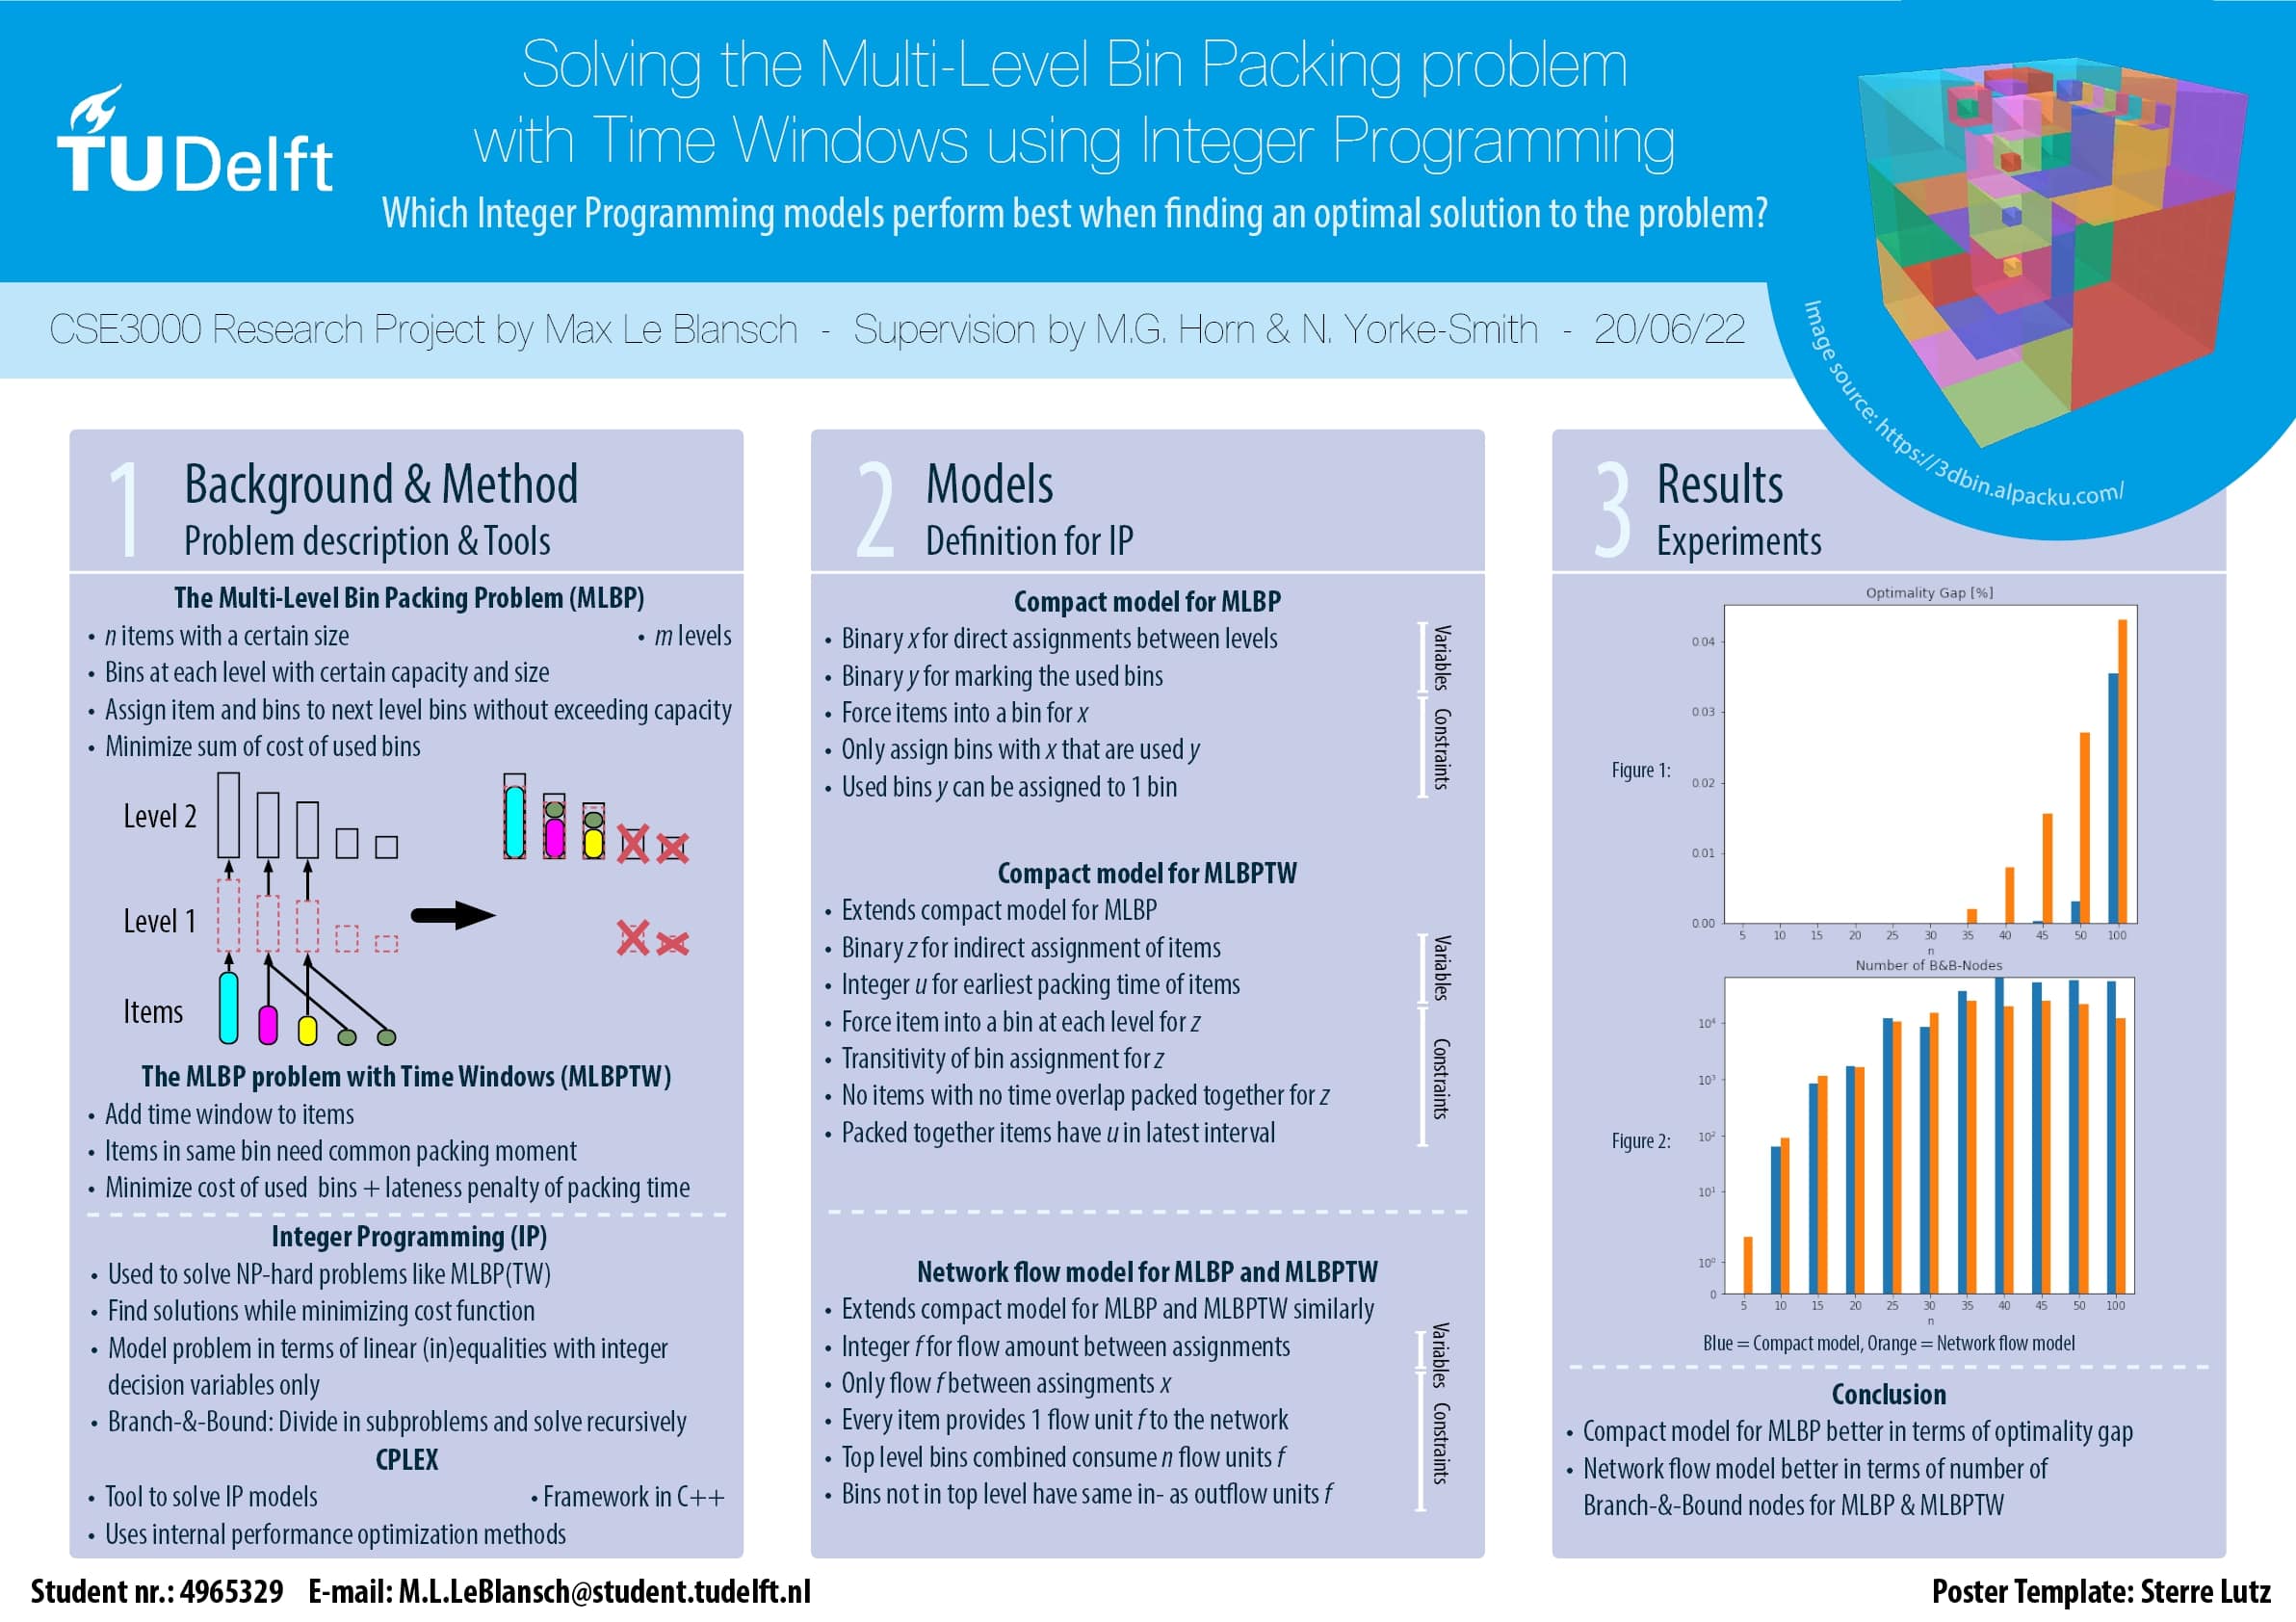 Solving the Multi-Level Bin Packing problem
with Time Windows using Integer Programming
TUDelft
Which Integer Programming models perform best when finding an optimal solution to the problem?
CSE3000 Research Project by Max Le Blansch - Supervision by M.G. Horn & N. Yorke-Smith - 20/06/22
Image source: https://3dbin.alpacku.com/
1 Background & Method
Problem description & Tools
The Multi-Level Bin Packing Problem (MLBP)
• n items with a certain size • m levels
• Bins at each level with certain capacity and size
• Assign item and bins to next level bins without exceeding capacity
• Minimize sum of cost of used bins
Level 2
Level 1
Items
The MLBP problem with Time Windows (MLBPTW)
• Add time window to items
• Items in same bin need common packing moment
• Minimize cost of used bins + lateness penalty of packing time
Integer Programming (IP)
• Used to solve NP-hard problems like MLBP(TW)
• Find solutions while minimizing cost function
• Model problem in terms of linear (in)equalities with integer
decision variables only
• Branch-&-Bound: Divide in subproblems and solve recursively
CPLEX
• Tool to solve IP models • Framework in C++
• Uses internal performance optimization methods
2 Models
Definition for IP
Compact model for MLBP
• Binary x for direct assignments between levels
• Binary y for marking the used bins
Variables
• Force items into a bin for x
• Only assign bins with x that are used y
• Used bins y can be assigned to 1 bin
Constraints
Compact model for MLBPTW
• Extends compact model for MLBP
• Binary z for indirect assignment of items
• Integer u for earliest packing time of items
Variables
• Force item into a bin at each level for z
• Transitivity of bin assignment for z
• No items with no time overlap packed together for z
• Packed together items have u in latest interval
Constraints
Network flow model for MLBP and MLBPTW
• Extends compact model for MLBP and MLBPTW similarly
• Integer f for flow amount between assignments
Variables
• Only flow f between assingments x
• Every item provides 1 flow unit f to the network
• Top level bins combined consume n flow units f
• Bins not in top level have same in- as outflow units f
Constraints
3 Results
Experiments
Figure 1:
Optimality Gap [%]
0.04
0.03
0.02
0.01
0.00
5 10 15 20 25 30 35 40 45 50 100
n
Figure 2:
Number of B&B-Nodes
10⁴
10³
10²
10¹
10⁰
0
5 10 15 20 25 30 35 40 45 50 100
n
Blue = Compact model, Orange = Network flow model
Conclusion
• Compact model for MLBP better in terms of optimality gap
• Network flow model better in terms of number of
Branch-&-Bound nodes for MLBP & MLBPTW
Student nr.: 4965329 E-mail: M.L.LeBlansch@student.tudelft.nl
Poster Template: Sterre Lutz